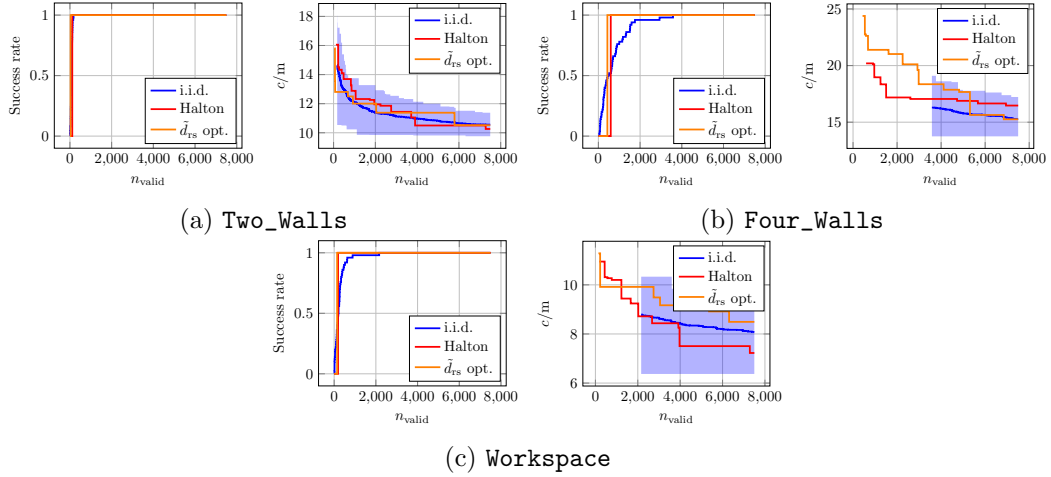 1
0.5
0
Success rate
0
2,000
4,000
6,000
8,000
n_valid
i.i.d.
Halton
d̃_rs opt.
18
16
14
12
10
c/m
0
2,000
4,000
6,000
8,000
n_valid
i.i.d.
Halton
d̃_rs opt.
(a) Two_Walls
1
0.5
0
Success rate
0
2,000
4,000
6,000
8,000
n_valid
i.i.d.
Halton
d̃_rs opt.
25
20
15
c/m
0
2,000
4,000
6,000
8,000
n_valid
i.i.d.
Halton
d̃_rs opt.
(b) Four_Walls
1
0.5
0
Success rate
0
2,000
4,000
6,000
8,000
n_valid
i.i.d.
Halton
d̃_rs opt.
10
8
6
c/m
0
2,000
4,000
6,000
8,000
n_valid
i.i.d.
Halton
d̃_rs opt.
(c) Workspace